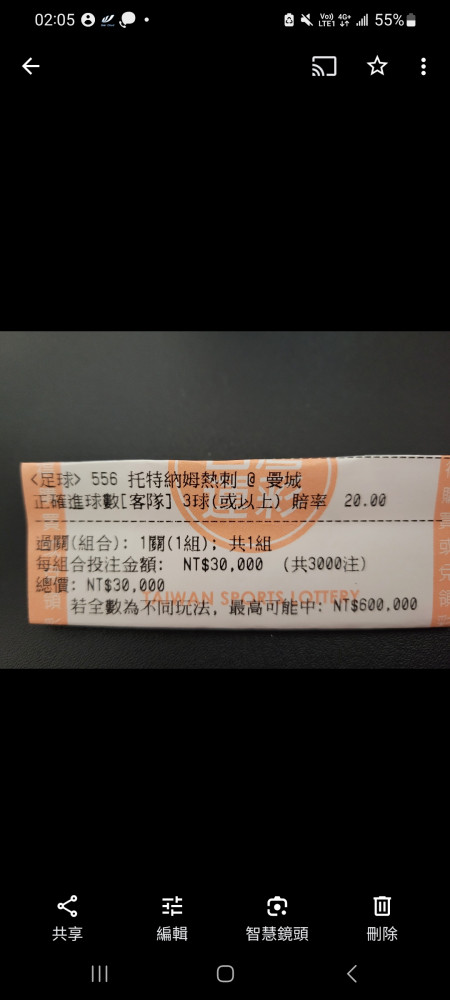 02:05
Vo)) 4G+
LTE1
55%
<足球> 556 托特納姆熱刺 @ 曼城
正確進球數[客隊] 3球(或以上) 賠率 20.00
過關(組合): 1關(1組); 共1組
每組合投注金額: NT$30,000 (共3000注)
總價: NT$30,000
TAIWAN SPORTS LOTTERY
若全數為不同玩法, 最高可能中: NT$600,000
共享
編輯
智慧鏡頭
刪除